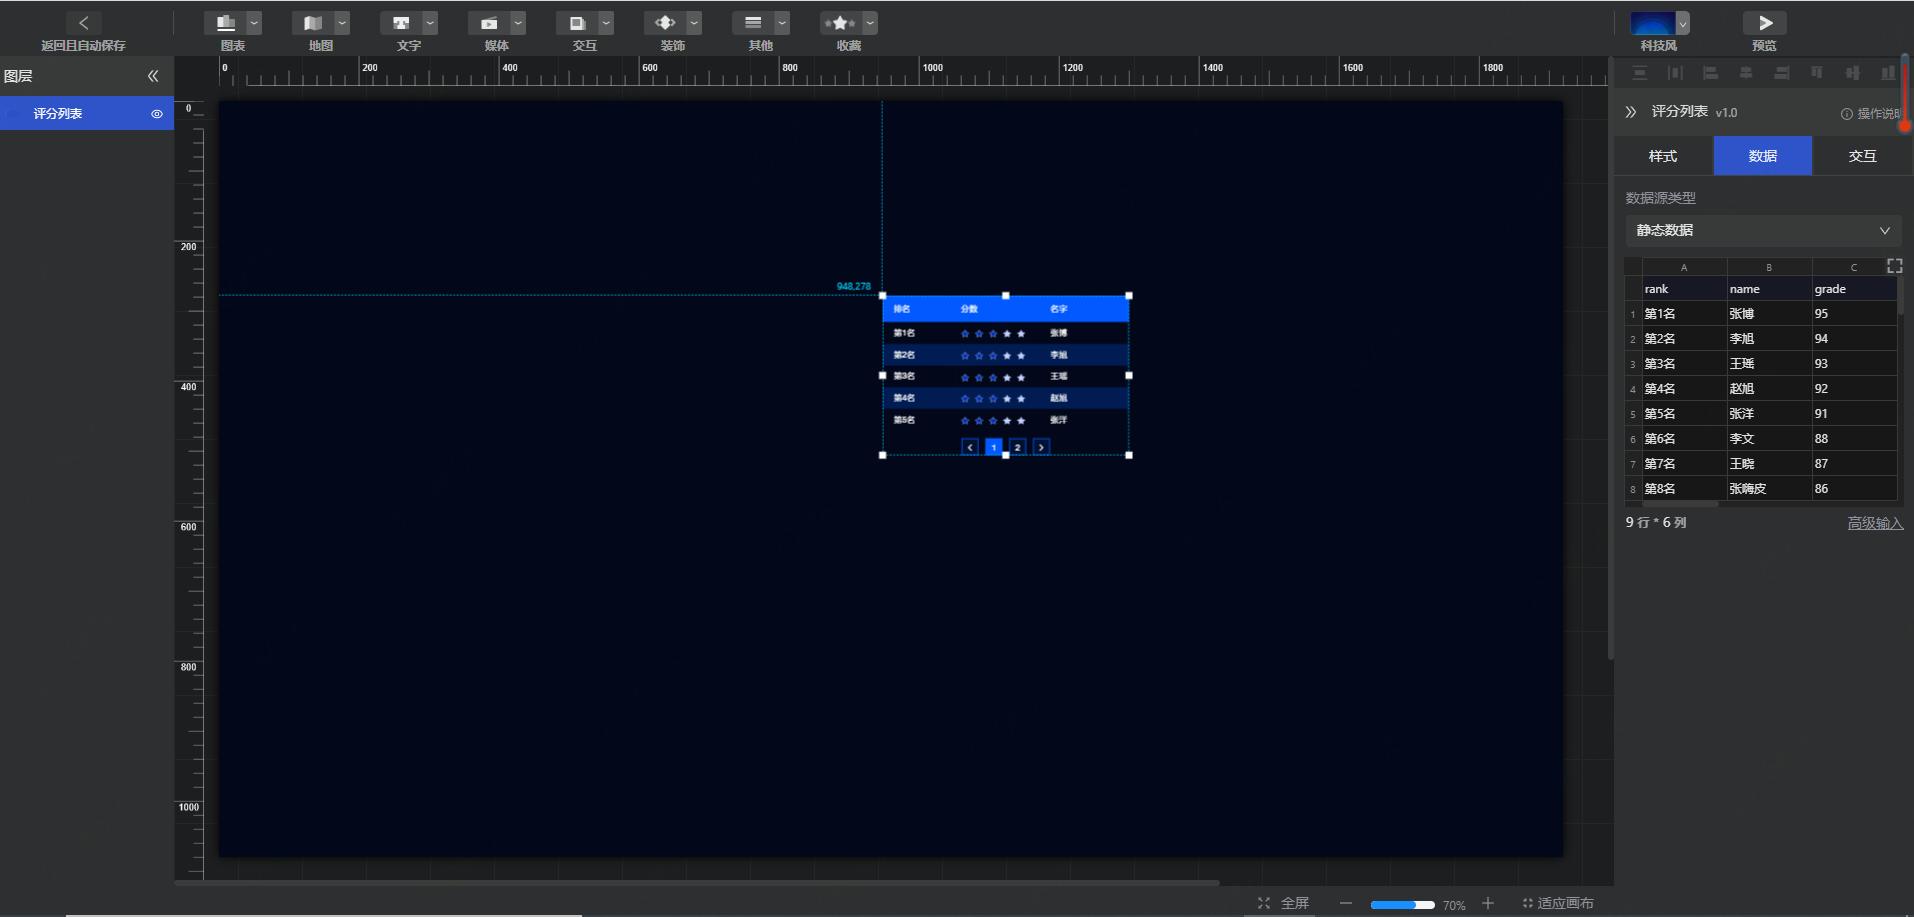 返回且自动保存
图表
地图
文字
媒体
交互
装饰
其他
收藏
科技风
预览
图层
评分列表
0 200 400 600 800 1000 1200 1400 1600 1800
0
200
400
600
800
1000
948,278
排名 分数 名字
第1名 张博
第2名 李旭
第3名 王瑶
第4名 赵旭
第5名 张洋
1 2
评分列表 v1.0 操作说明
样式 数据 交互
数据源类型
静态数据
A B C
rank name grade
1 第1名 张博 95
2 第2名 李旭 94
3 第3名 王瑶 93
4 第4名 赵旭 92
5 第5名 张洋 91
6 第6名 李文 88
7 第7名 王晓 87
8 第8名 张嗨皮 86
9 行 * 6 列 高级输入
全屏 70% 适应画布